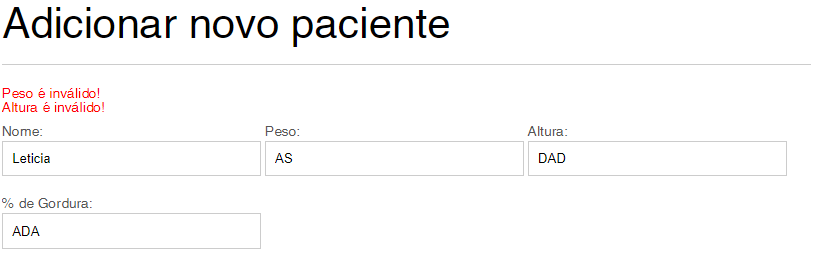 Adicionar novo paciente
Peso é inválido!
Altura é inválido!
Nome: Peso: Altura:
Leticia AS DAD
% de Gordura:
ADA